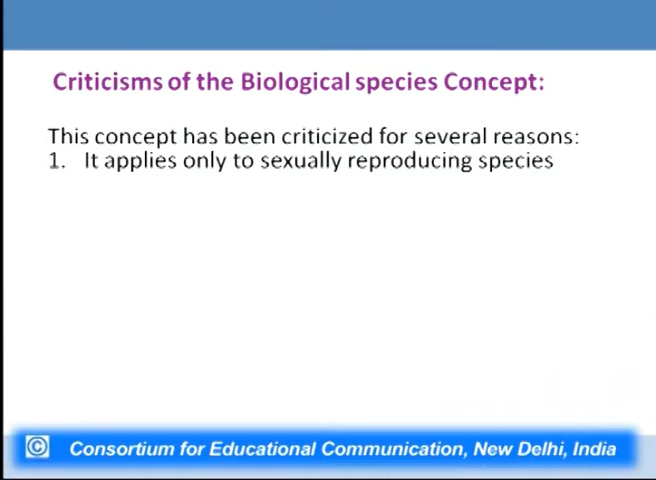 Criticisms of the Biological species Concept:
This concept has been criticized for several reasons:
1. It applies only to sexually reproducing species
© Consortium for Educational Communication, New Delhi, India